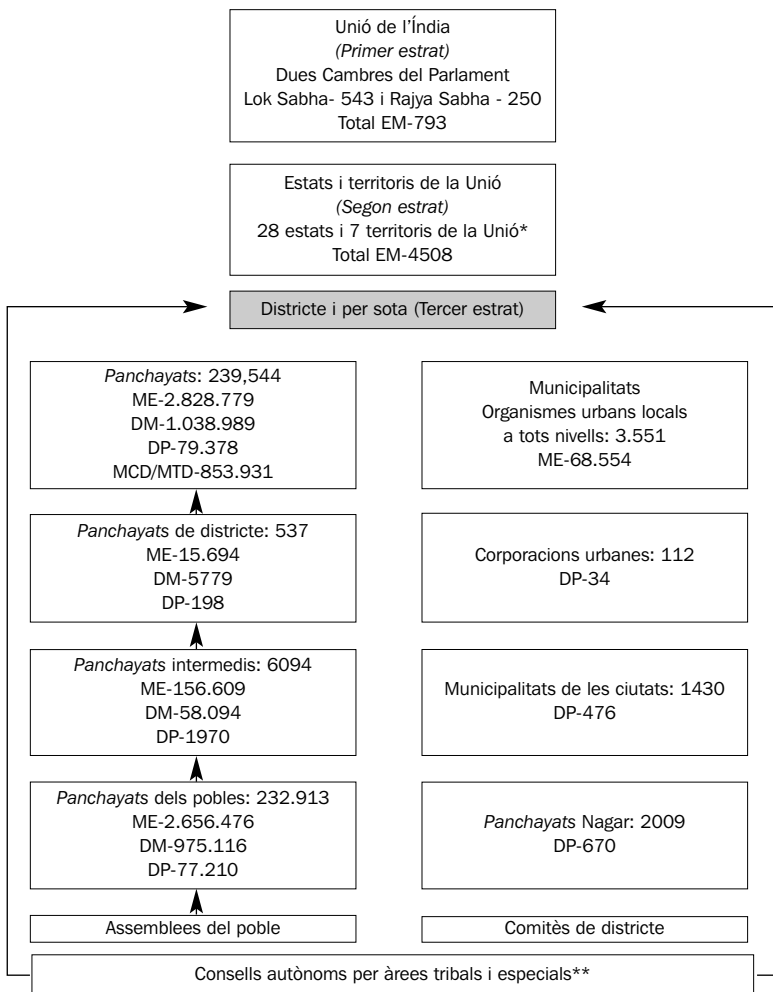 Unió de l'Índia
(Primer estrat)
Dues Cambres del Parlament
Lok Sabha- 543 i Rajya Sabha - 250
Total EM-793
Estats i territoris de la Unió
(Segon estrat)
28 estats i 7 territoris de la Unió*
Total EM-4508
Districte i per sota (Tercer estrat)
Panchayats: 239,544
ME-2.828.779
DM-1.038.989
DP-79.378
MCD/MTD-853.931
Municipalitats
Organismes urbans locals
a tots nivells: 3.551
ME-68.554
Panchayats de districte: 537
ME-15.694
DM-5779
DP-198
Corporacions urbanes: 112
DP-34
Panchayats intermedis: 6094
ME-156.609
DM-58.094
DP-1970
Municipalitats de les ciutats: 1430
DP-476
Panchayats dels pobles: 232.913
ME-2.656.476
DM-975.116
DP-77.210
Panchayats Nagar: 2009
DP-670
Assemblees del poble
Comitès de districte
Consells autònoms per àrees tribals i especials**